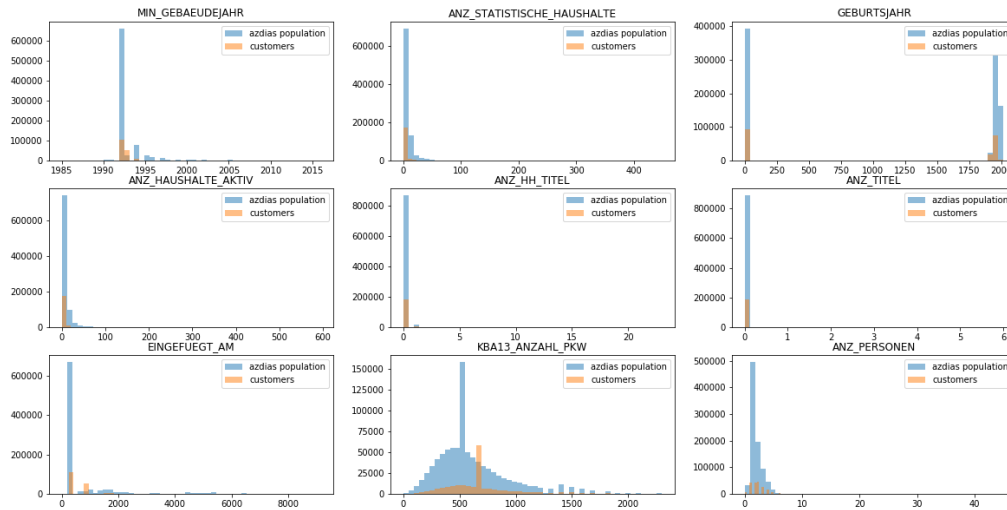 MIN_GEBAEUDEJAHR
azdias population
customers
600000
500000
400000
300000
200000
100000
0
1985 1990 1995 2000 2005 2010 2015
ANZ_STATISTISCHE_HAUSHALTE
azdias population
customers
600000
400000
200000
0
0 100 200 300 400
GEBURTSJAHR
azdias population
customers
400000
300000
200000
100000
0
0 250 500 750 1000 1250 1500 1750 200
ANZ_HAUSHALTE_AKTIV
azdias population
customers
600000
400000
200000
0
0 100 200 300 400 500 600
ANZ_HH_TITEL
azdias population
customers
800000
600000
400000
200000
0
0 5 10 15 20
ANZ_TITEL
azdias population
customers
800000
600000
400000
200000
0
0 1 2 3 4 5 6
EINGEFUEGT_AM
azdias population
customers
600000
400000
200000
0
0 2000 4000 6000 8000
KBA13_ANZAHL_PKW
azdias population
customers
150000
125000
100000
75000
50000
25000
0
0 500 1000 1500 2000
ANZ_PERSONEN
azdias population
customers
500000
400000
300000
200000
100000
0
0 10 20 30 40